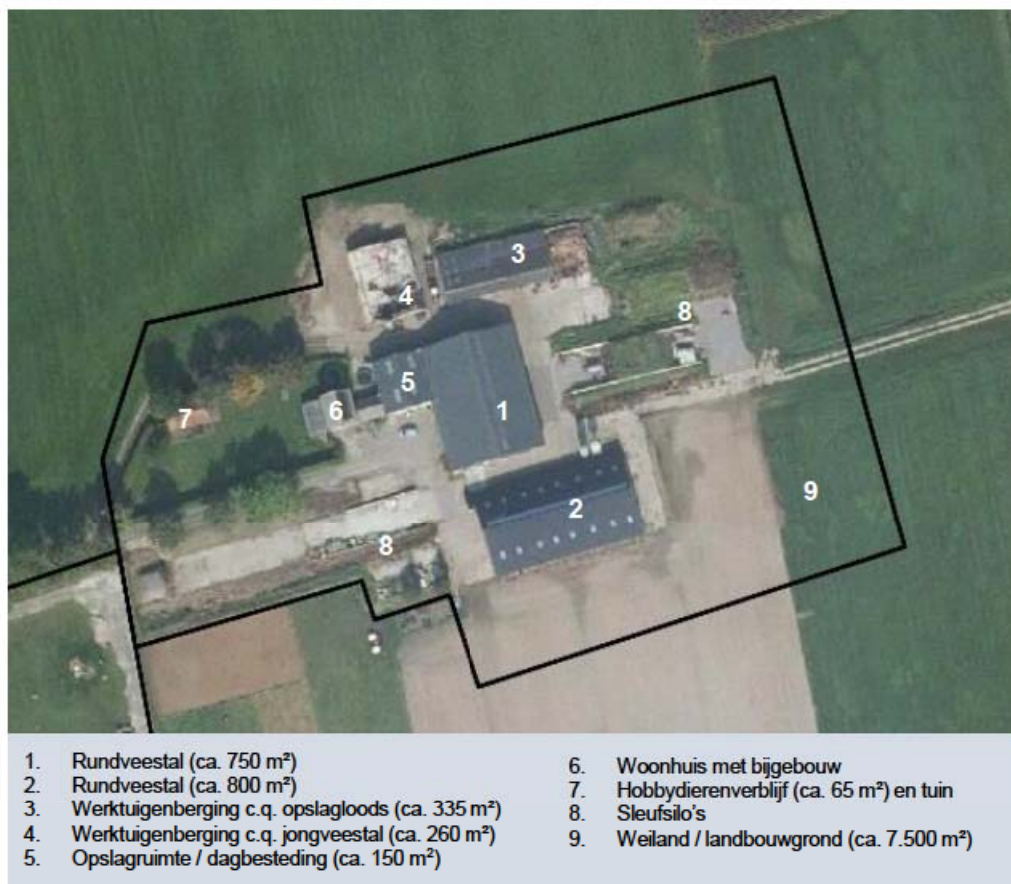 3
4
8
5
6
7
1
9
2
8
1. Rundveestal (ca. 750 m²)
2. Rundveestal (ca. 800 m²)
3. Werktuigenberging c.q. opslagloods (ca. 335 m²)
4. Werktuigenberging c.q. jongveestal (ca. 260 m²)
5. Opslagruimte / dagbesteding (ca. 150 m²)
6. Woonhuis met bijgebouw
7. Hobbydierenverblijf (ca. 65 m²) en tuin
8. Sleufsilo's
9. Weiland / landbouwgrond (ca. 7.500 m²)